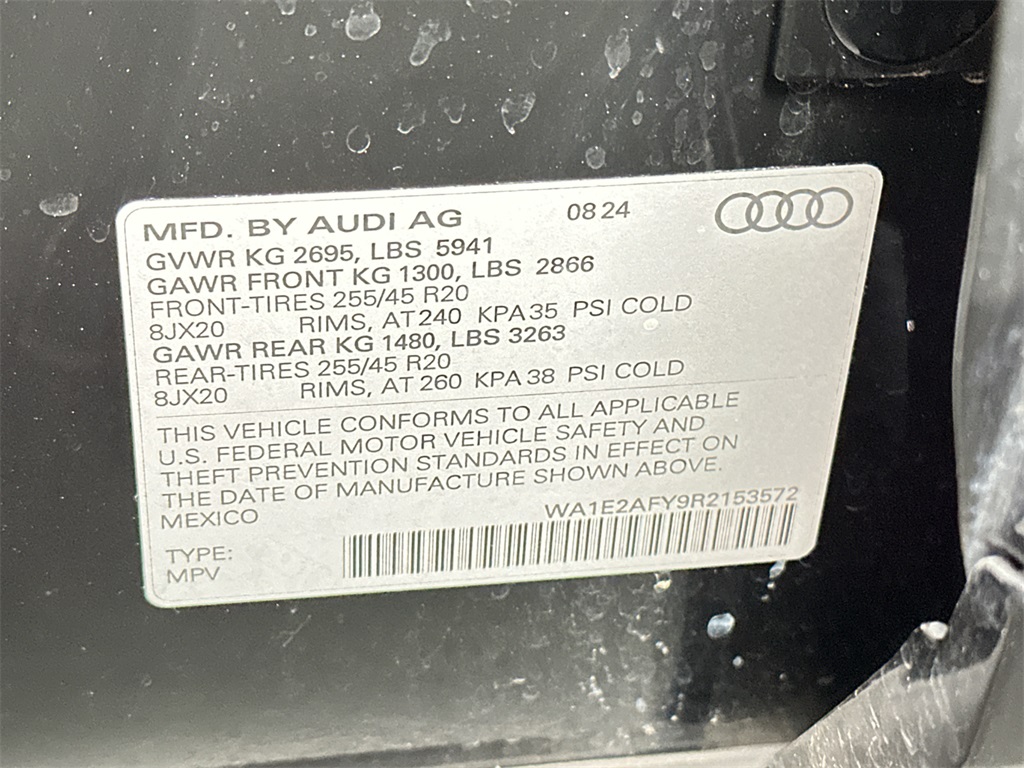 MFD. BY AUDI AG 08 24
GVWR KG 2695, LBS 5941
GAWR FRONT KG 1300, LBS 2866
FRONT-TIRES 255/45 R20
8JX20 RIMS, AT 240 KPA 35 PSI COLD
GAWR REAR KG 1480, LBS 3263
REAR-TIRES 255/45 R20
8JX20 RIMS, AT 260 KPA 38 PSI COLD
THIS VEHICLE CONFORMS TO ALL APPLICABLE
U.S. FEDERAL MOTOR VEHICLE SAFETY AND
THEFT PREVENTION STANDARDS IN EFFECT ON
THE DATE OF MANUFACTURE SHOWN ABOVE.
MEXICO WA1E2AFY9R2153572
TYPE:
MPV